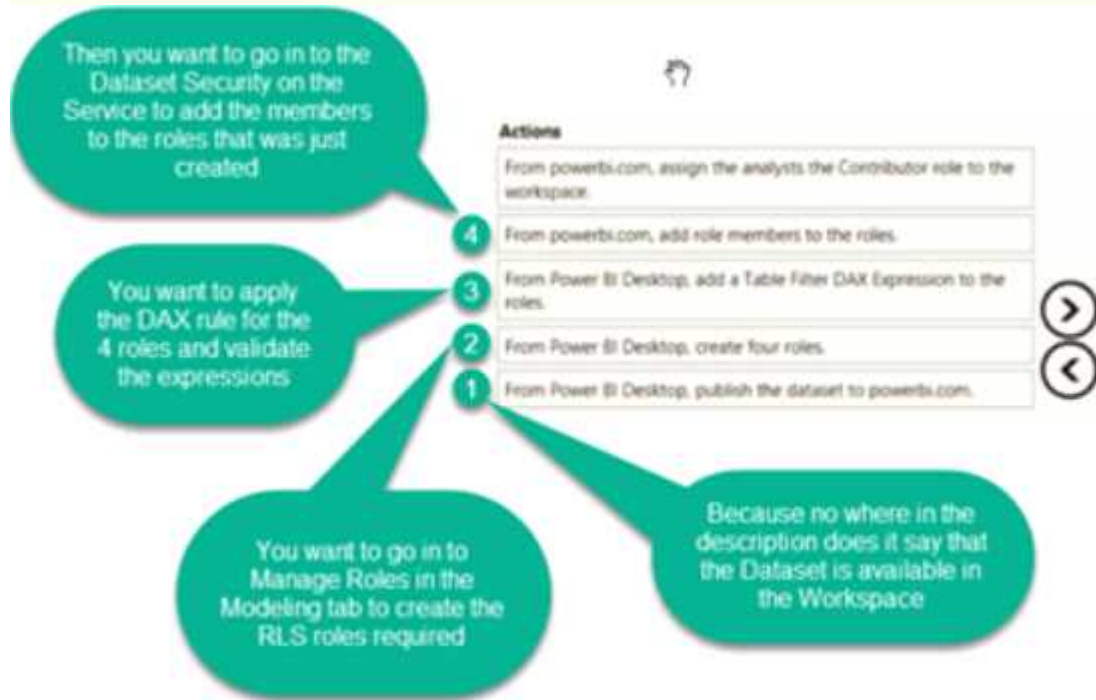 Then you want to go in to the
Dataset Security on the
Service to add the members
to the roles that was just
created
Actions
From powerbi.com, assign the analysts the Contributor role to the
workspace.
4 From powerbi.com, add role members to the roles.
You want to apply
the DAX rule for the
4 roles and validate
the expressions
3 From Power BI Desktop, add a Table Filter DAX Expression to the
roles.
2 From Power BI Desktop, create four roles.
1 From Power BI Desktop, publish the dataset to powerbi.com.
You want to go in to
Manage Roles in the
Modeling tab to create the
RLS roles required
Because no where in the
description does it say that
the Dataset is available in
the Workspace